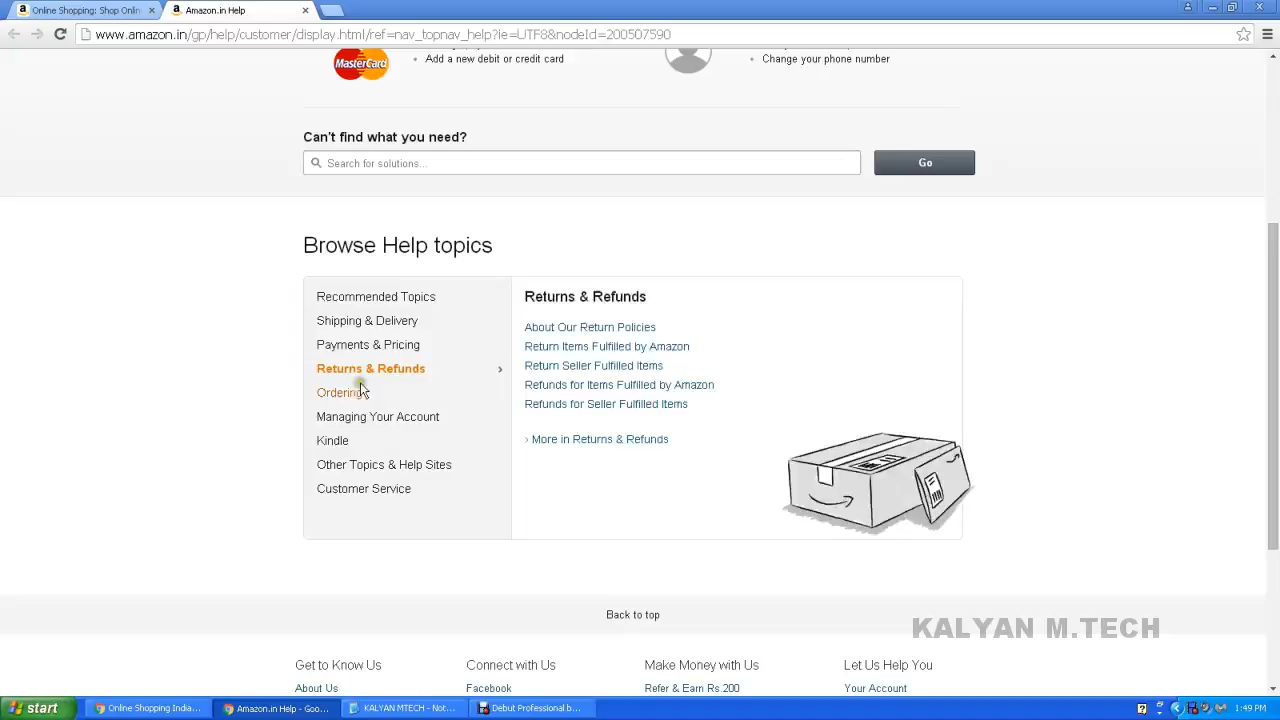 Online Shopping: Shop Onlin
Amazon.in Help
www.amazon.in/gp/help/customer/display.html/ref=nav_topnav_help?ie=UTF8&nodeId=200507590
MasterCard
• Add a new debit or credit card
• Change your phone number
Can't find what you need?
Search for solutions...
Go
Browse Help topics
Recommended Topics
Shipping & Delivery
Payments & Pricing
Returns & Refunds ›
Ordering
Managing Your Account
Kindle
Other Topics & Help Sites
Customer Service
Returns & Refunds
About Our Return Policies
Return Items Fulfilled by Amazon
Return Seller Fulfilled Items
Refunds for Items Fulfilled by Amazon
Refunds for Seller Fulfilled Items
› More in Returns & Refunds
Back to top
KALYAN M.TECH
Get to Know Us
Connect with Us
Make Money with Us
Let Us Help You
About Us
Facebook
Refer & Earn Rs.200
Your Account
start
Online Shopping India...
Amazon.in Help - Goo...
KALYAN MTECH - Not...
Debut Professional b...
1:49 PM